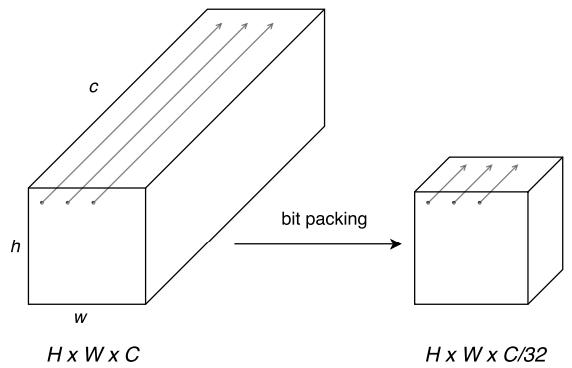 c
bit packing
h
w
H x W x C
H x W x C/32